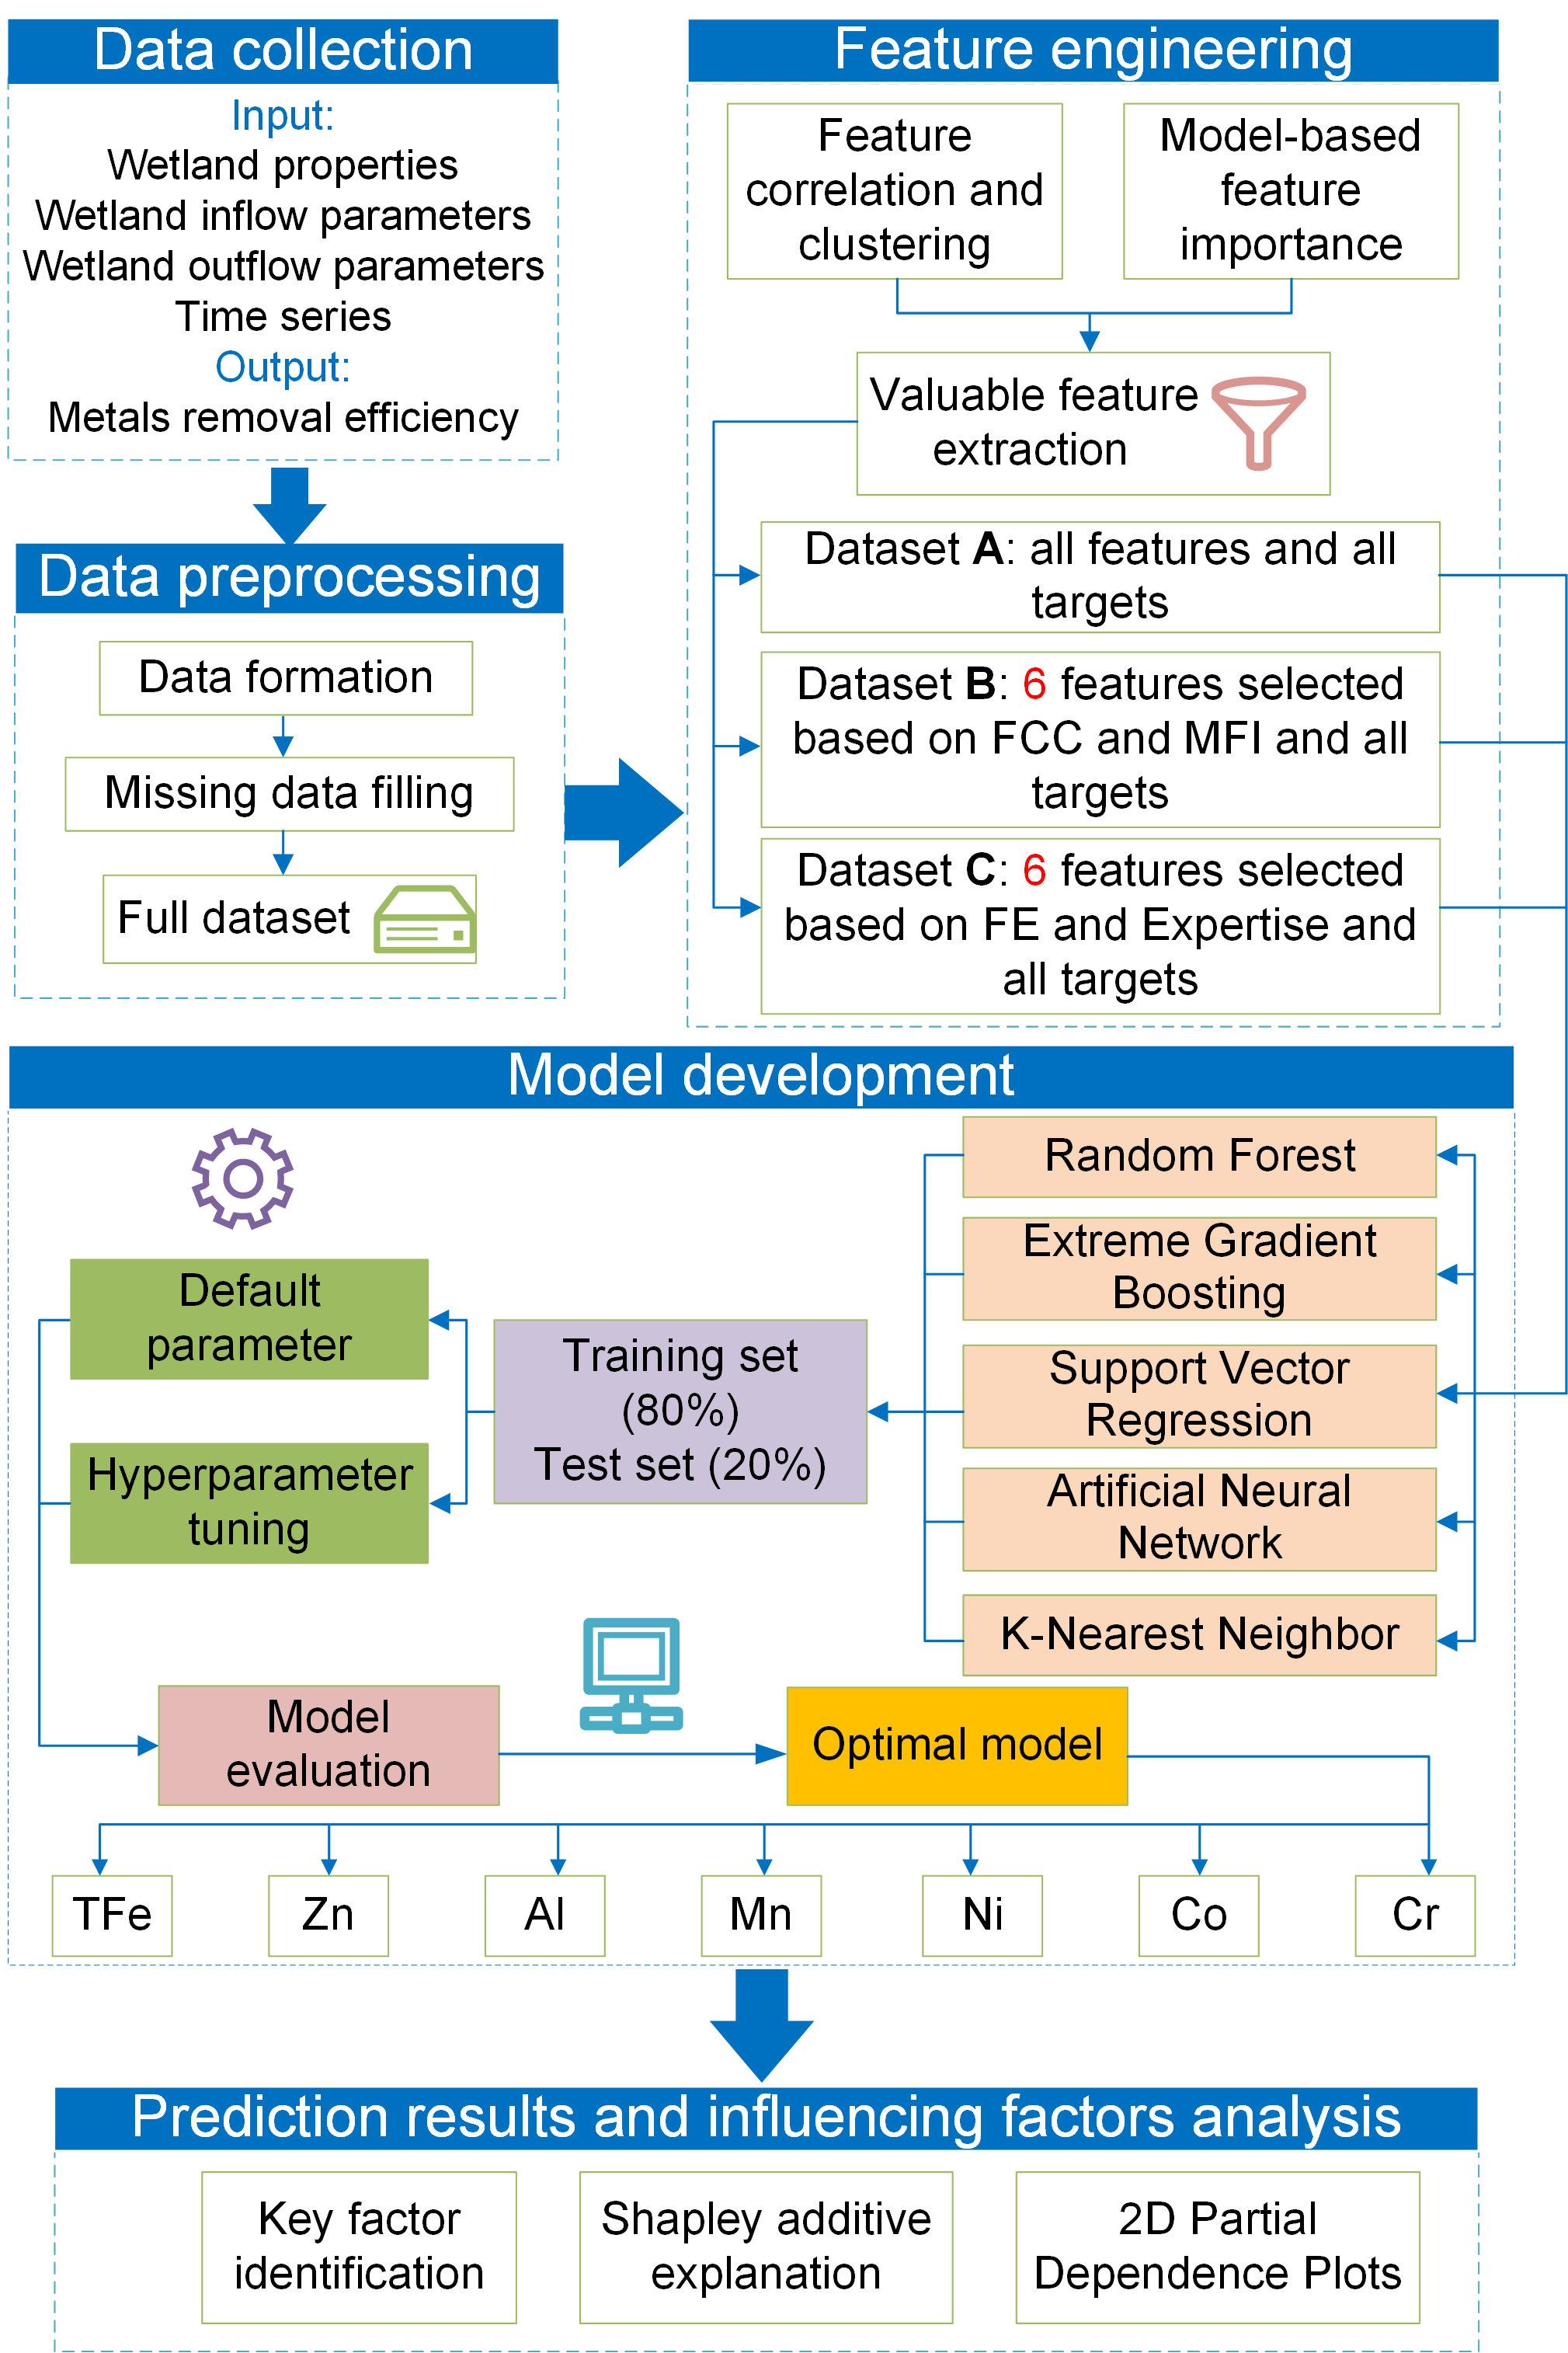 Data collection
Input:
Wetland properties
Wetland inflow parameters
Wetland outflow parameters
Time series
Output:
Metals removal efficiency
Data preprocessing
Data formation
Missing data filling
Full dataset
Feature engineering
Feature
correlation and
clustering
Model-based
feature
importance
Valuable feature
extraction
Dataset A: all features and all
targets
Dataset B: 6 features selected
based on FCC and MFI and all
targets
Dataset C: 6 features selected
based on FE and Expertise and
all targets
Model development
Random Forest
Extreme Gradient
Boosting
Support Vector
Regression
Artificial Neural
Network
K-Nearest Neighbor
Training set
(80%)
Test set (20%)
Default
parameter
Hyperparameter
tuning
Model
evaluation
Optimal model
TFe
Zn
Al
Mn
Ni
Co
Cr
Prediction results and influencing factors analysis
Key factor
identification
Shapley additive
explanation
2D Partial
Dependence Plots